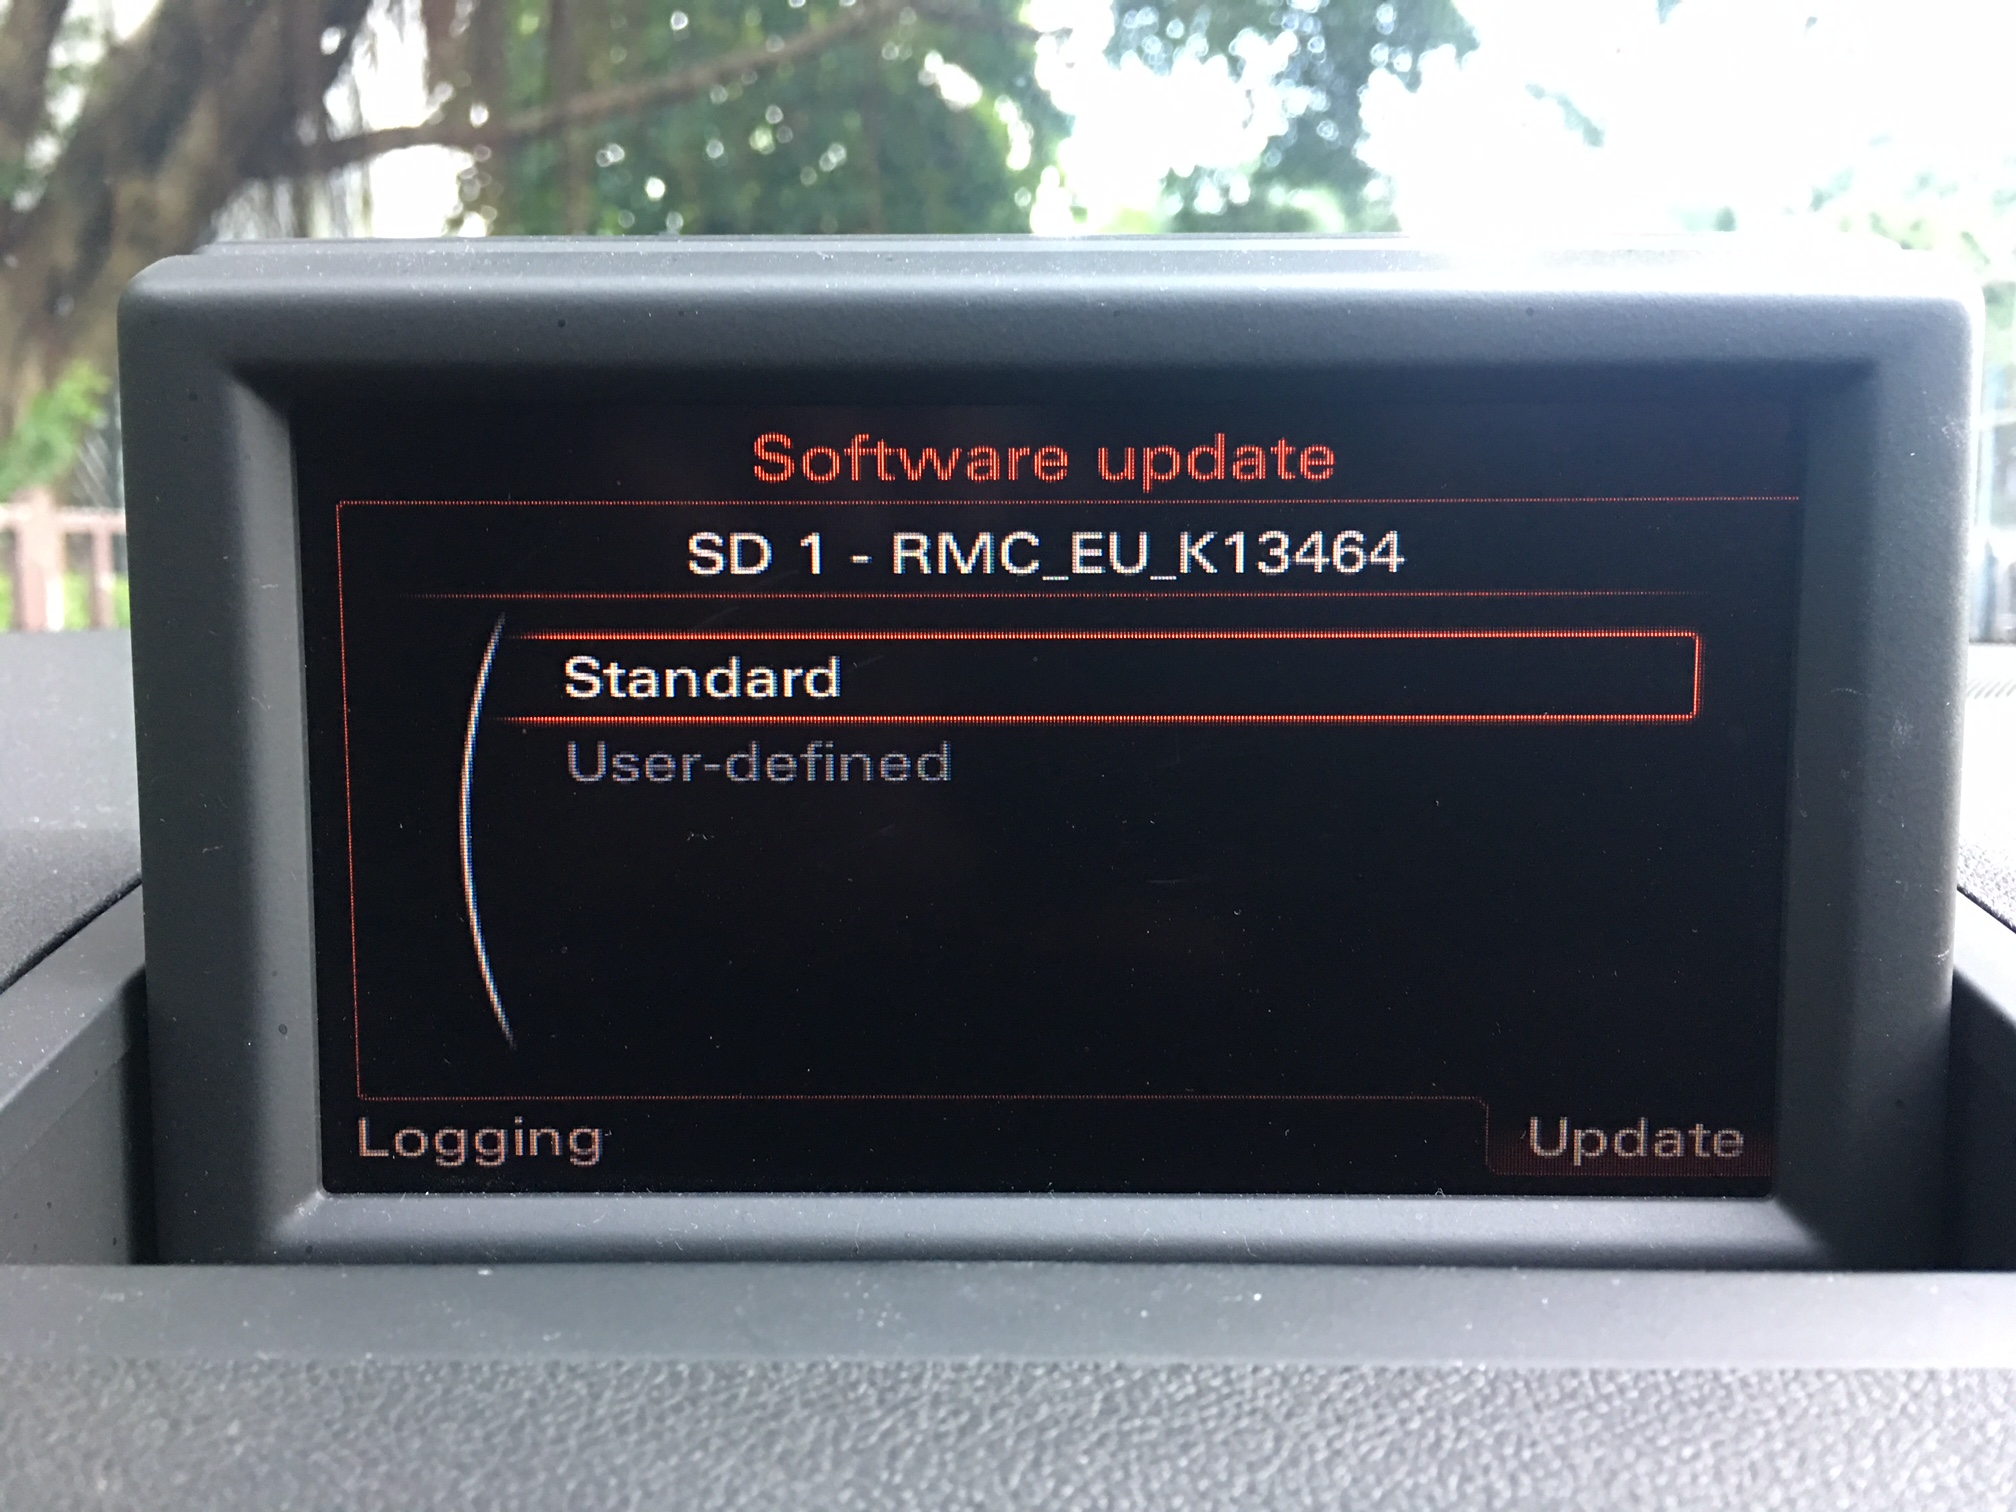 Software update
SD 1 - RMC_EU_K13464
Standard
User-defined
Logging
Update